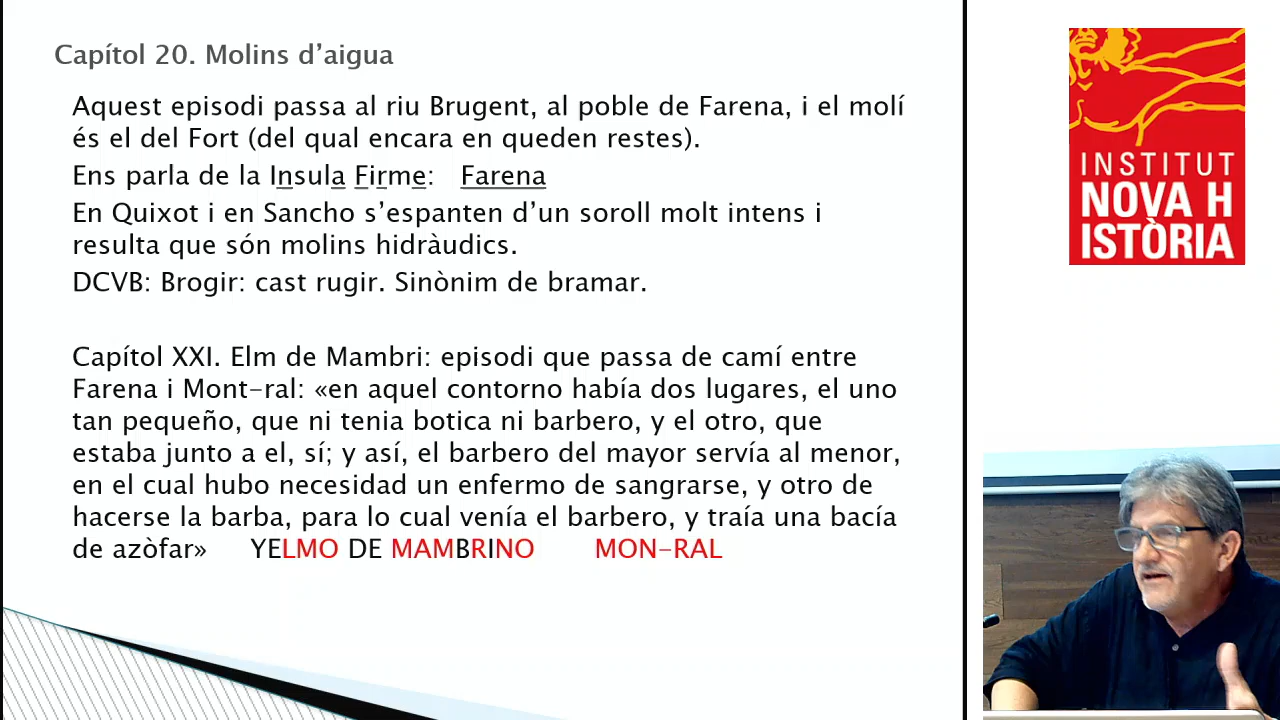 Capítol 20. Molins d’aigua
Aquest episodi passa al riu Brugent, al poble de Farena, i el molí
és el del Fort (del qual encara en queden restes).
Ens parla de la Insula Firme: Farena
En Quixot i en Sancho s’espanten d’un soroll molt intens i
resulta que són molins hidràudics.
DCVB: Brogir: cast rugir. Sinònim de bramar.
Capítol XXI. Elm de Mambri: episodi que passa de camí entre
Farena i Mont-ral: «en aquel contorno había dos lugares, el uno
tan pequeño, que ni tenia botica ni barbero, y el otro, que
estaba junto a el, sí; y así, el barbero del mayor servía al menor,
en el cual hubo necesidad un enfermo de sangrarse, y otro de
hacerse la barba, para lo cual venía el barbero, y traía una bacía
de azòfar» YELMO DE MAMBRINO MON-RAL
INSTITUT
NOVA H
ISTÒRIA